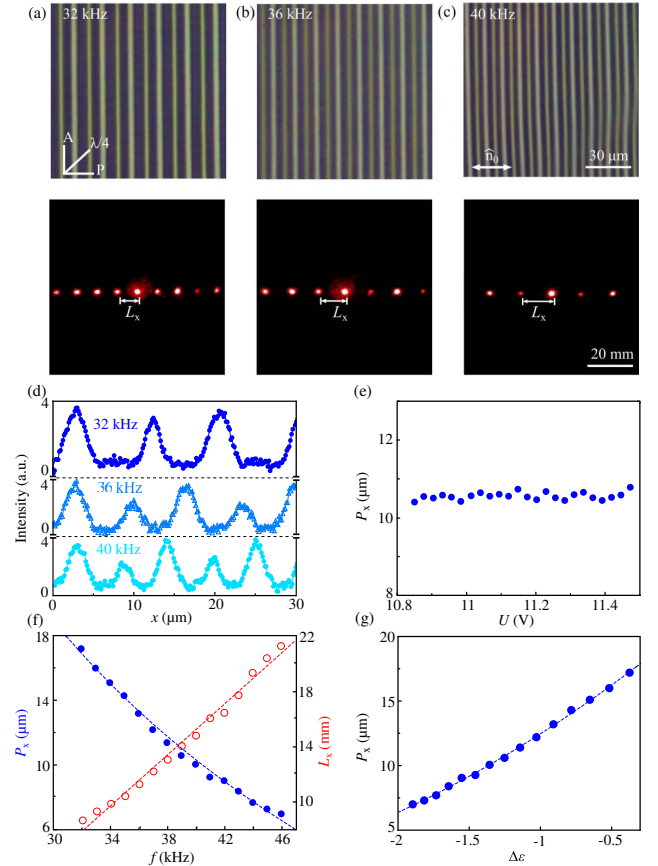 (a) 32 kHz (b) 36 kHz (c) 40 kHz
A λ/4 P
n̂₀ 30 μm
Lₓ Lₓ Lₓ
20 mm
(d) (e)
4 32 kHz 0
4 36 kHz 0
4 40 kHz 0
Intensity (a.u.)
0 5 10 15 20 25 30
x (μm)
13 12 10 9
Pₓ (μm)
10.8 11 11.2 11.4
U (V)
(f) (g)
18 14 10 6
Pₓ (μm)
22 18 14 10
Lₓ (mm)
30 34 38 42 46
f (kHz)
20 15 10 5
Pₓ (μm)
-2 -1.5 -1 -0.5
Δε